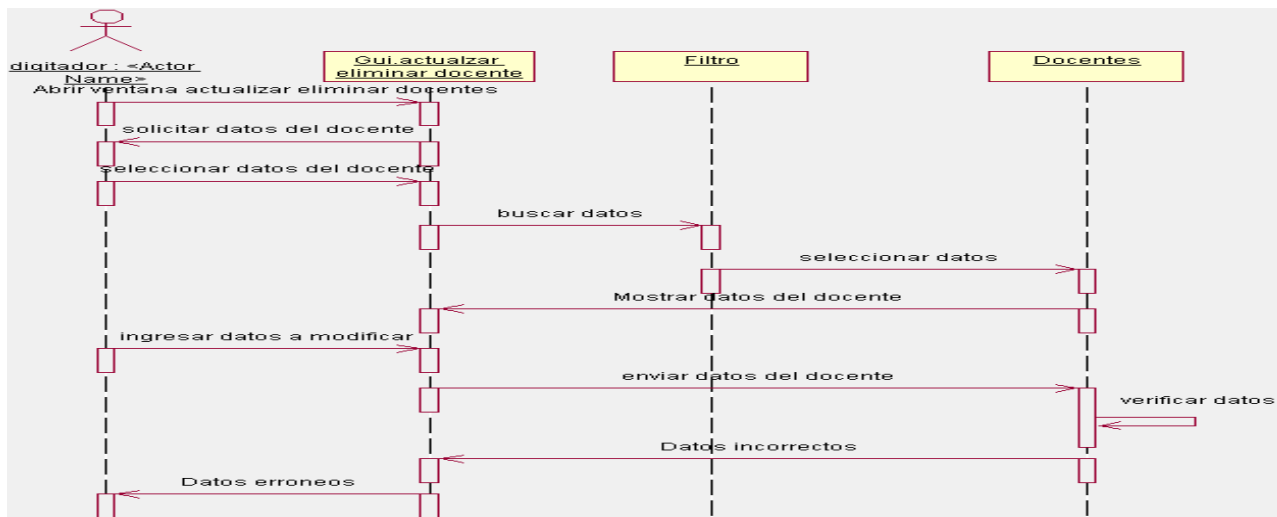 digitador : <Actor
Name>
Gui.actualzar
eliminar docente
Filtro
Docentes
Abrir ventana actualizar eliminar docentes
solicitar datos del docente
seleccionar datos del docente
buscar datos
seleccionar datos
Mostrar datos del docente
ingresar datos a modificar
enviar datos del docente
verificar datos
Datos incorrectos
Datos erroneos